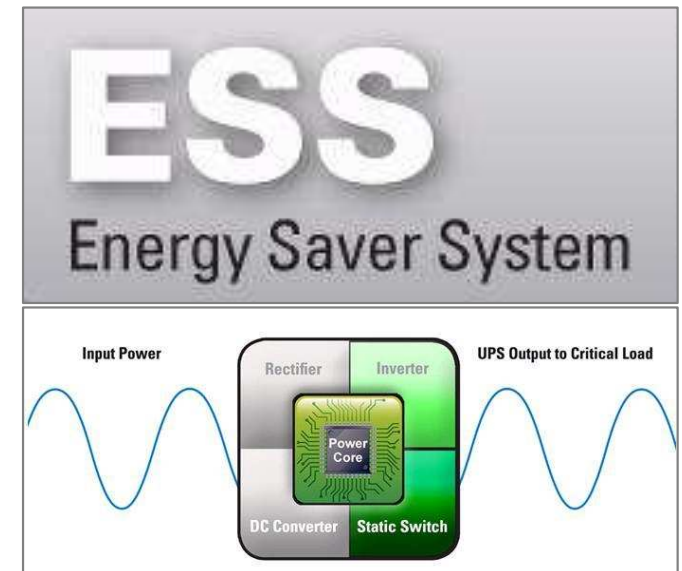 ESS
Energy Saver System
Input Power
UPS Output to Critical Load
Rectifier
Inverter
Power
Core
DC Converter
Static Switch